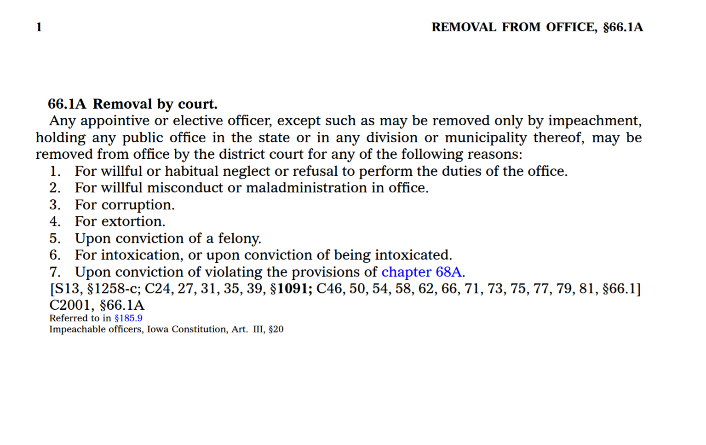 1 REMOVAL FROM OFFICE, §66.1A
66.1A Removal by court.
Any appointive or elective officer, except such as may be removed only by impeachment,
holding any public office in the state or in any division or municipality thereof, may be
removed from office by the district court for any of the following reasons:
1. For willful or habitual neglect or refusal to perform the duties of the office.
2. For willful misconduct or maladministration in office.
3. For corruption.
4. For extortion.
5. Upon conviction of a felony.
6. For intoxication, or upon conviction of being intoxicated.
7. Upon conviction of violating the provisions of chapter 68A.
[S13, §1258-c; C24, 27, 31, 35, 39, §1091; C46, 50, 54, 58, 62, 66, 71, 73, 75, 77, 79, 81, §66.1]
C2001, §66.1A
Referred to in §185.9
Impeachable officers, Iowa Constitution, Art. III, §20